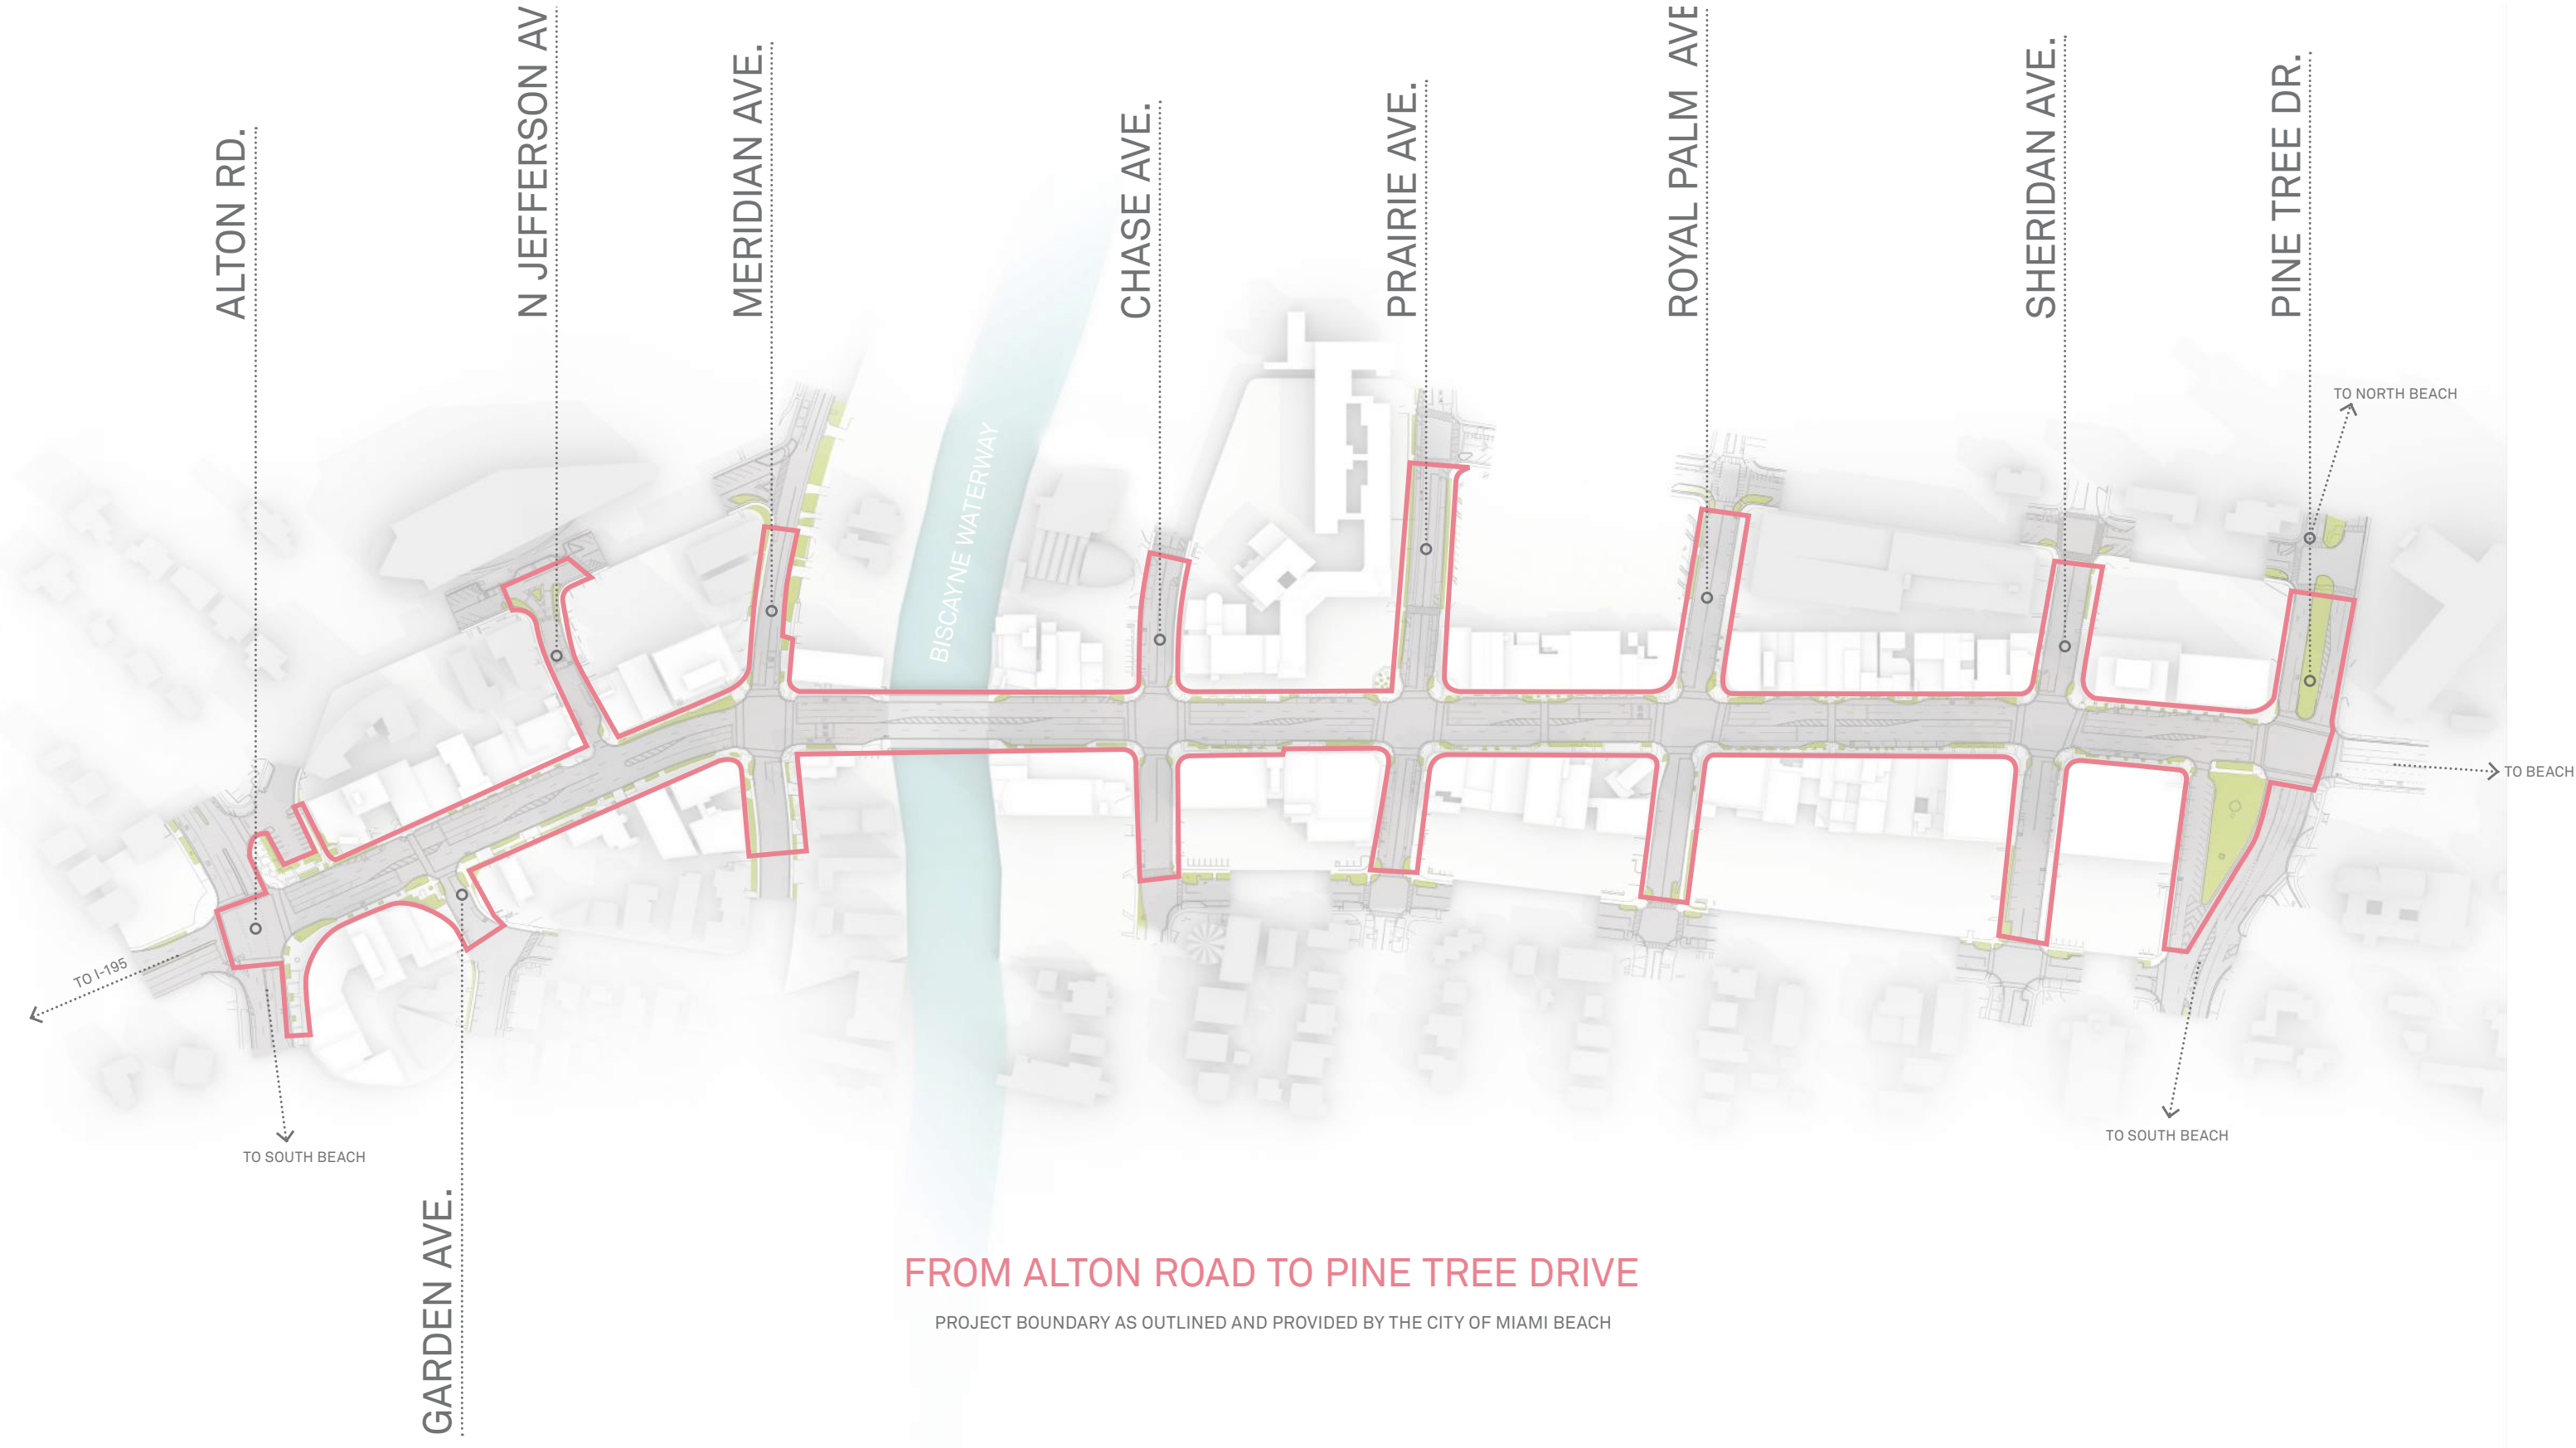 ALTON RD.
N JEFFERSON AV
MERIDIAN AVE.
CHASE AVE.
PRAIRIE AVE.
ROYAL PALM AVE
SHERIDAN AVE.
PINE TREE DR.
TO NORTH BEACH
BISCAYNE WATERWAY
TO BEACH
TO I-195
TO SOUTH BEACH
TO SOUTH BEACH
GARDEN AVE.
FROM ALTON ROAD TO PINE TREE DRIVE
PROJECT BOUNDARY AS OUTLINED AND PROVIDED BY THE CITY OF MIAMI BEACH